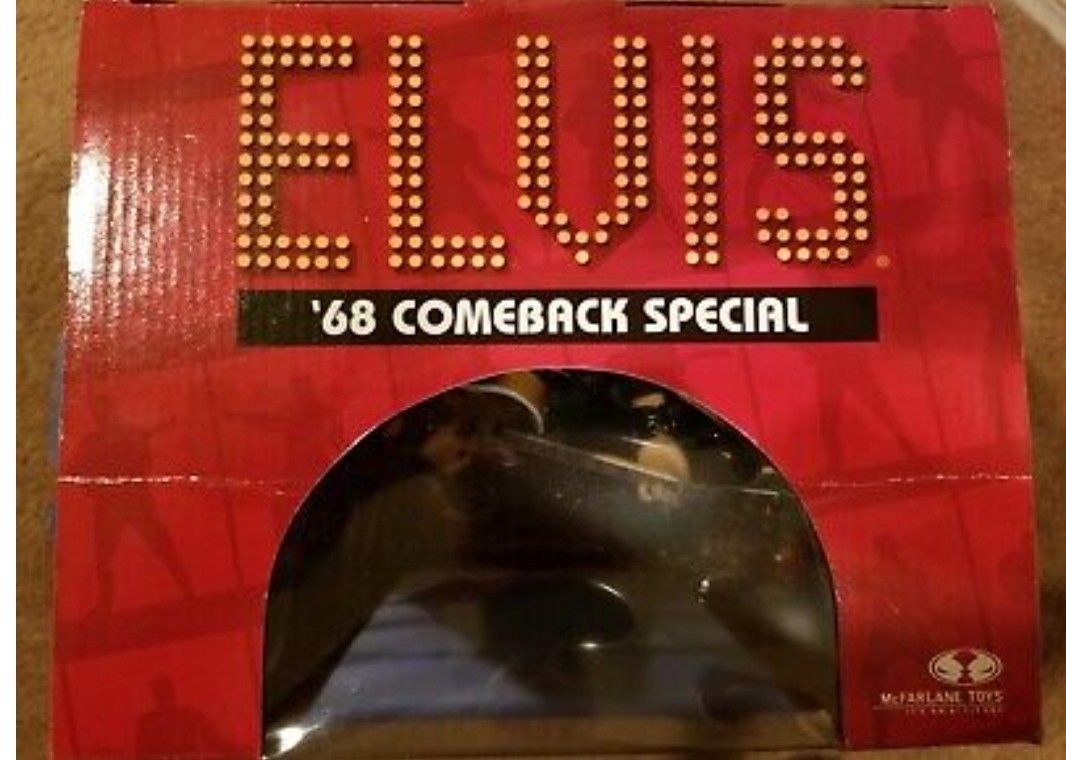 ELVIS
'68 COMEBACK SPECIAL
McFARLANE TOYS